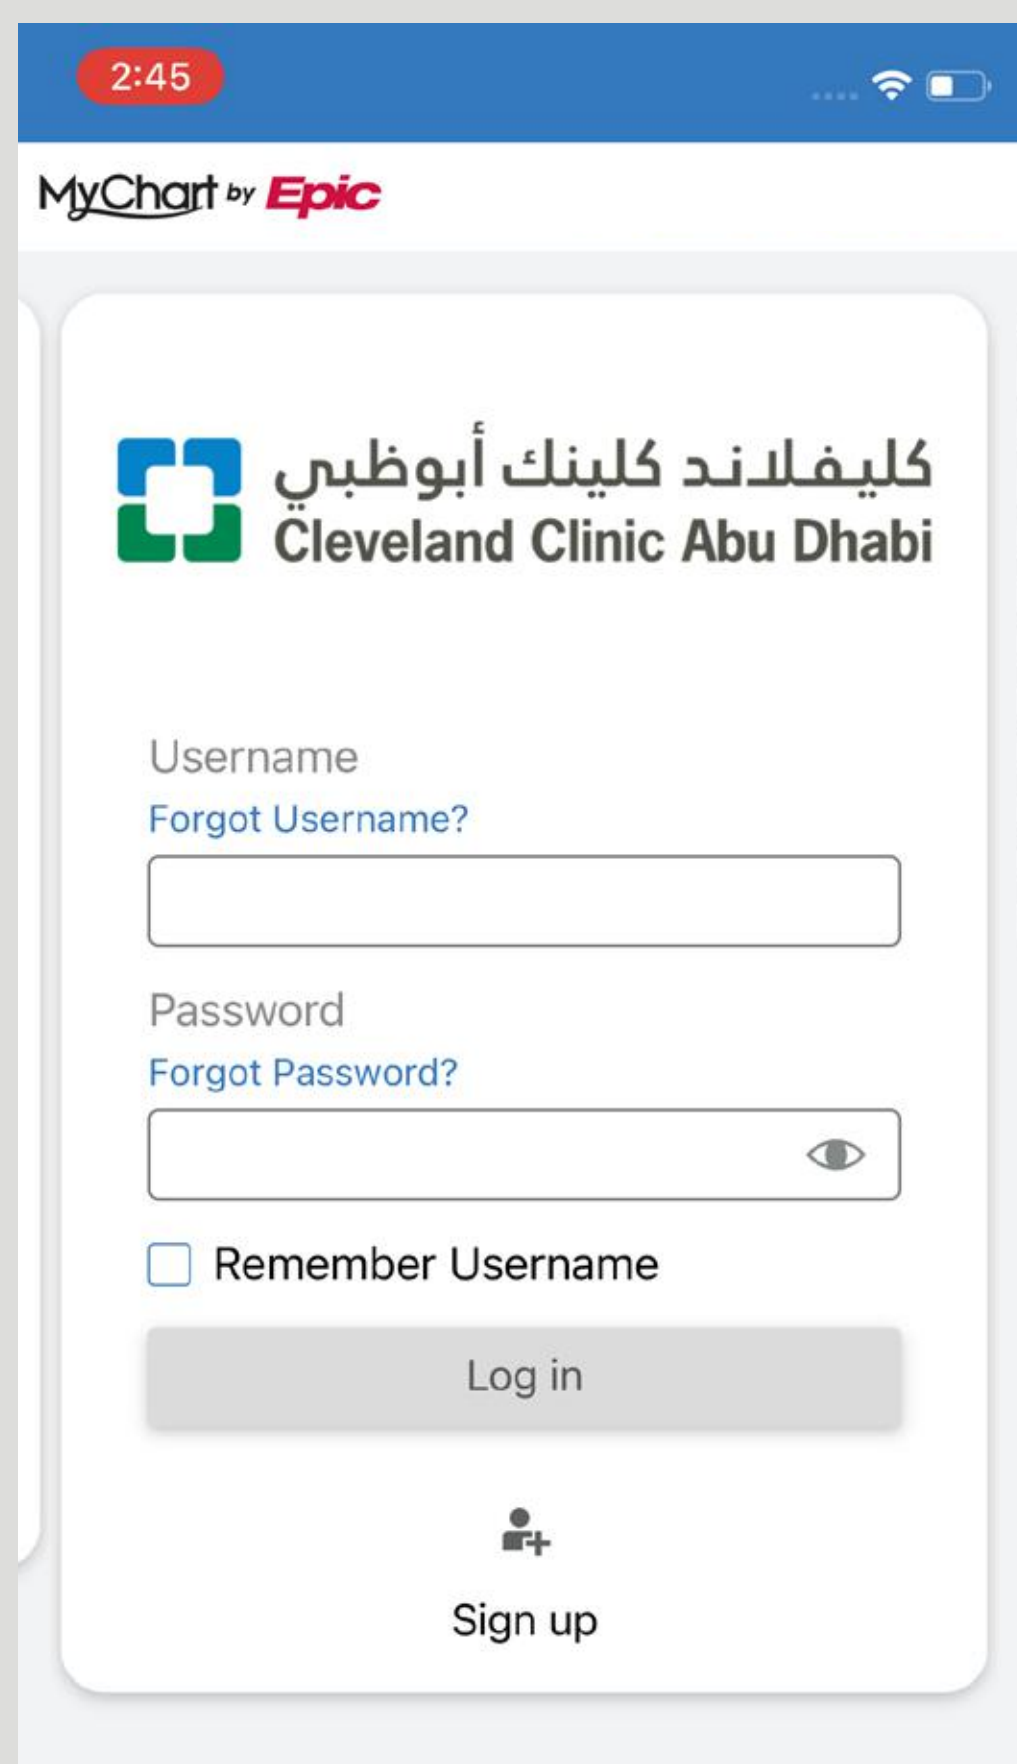 2:45
MyChart by Epic
كليفلاند كلينك أبوظبي
Cleveland Clinic Abu Dhabi
Username
Forgot Username?
Password
Forgot Password?
Remember Username
Log in
Sign up